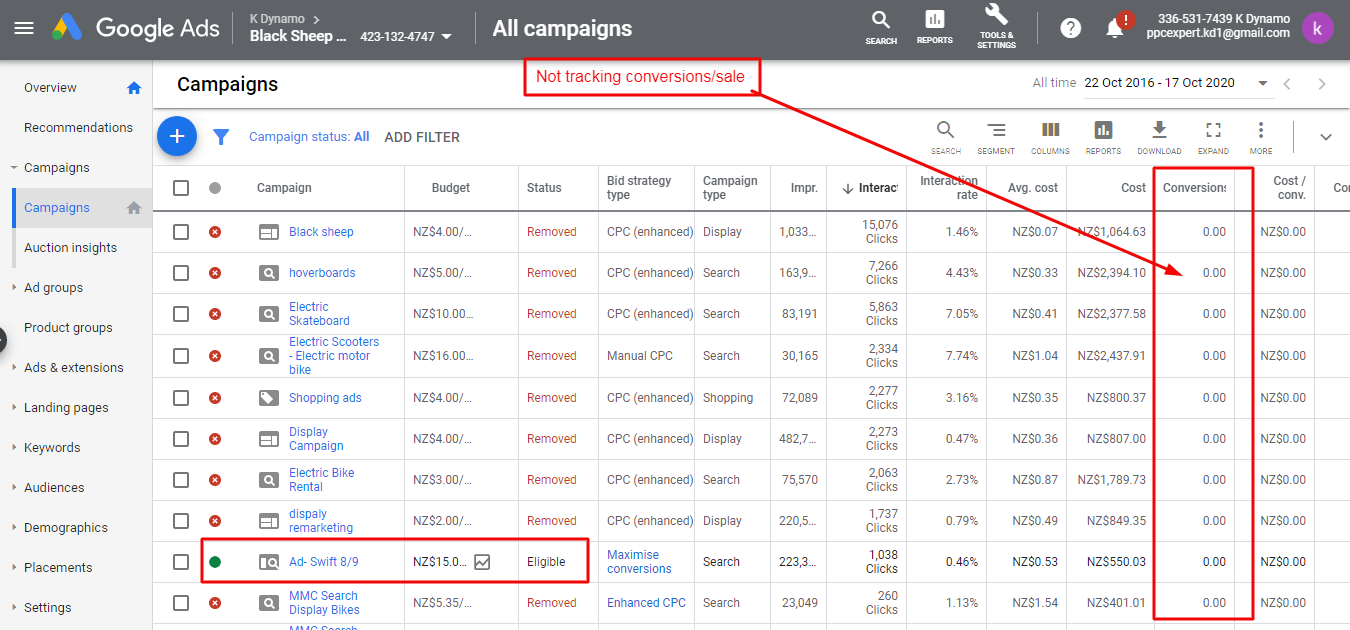 Google Ads
K Dynamo
Black Sheep ... 423-132-4747
All campaigns
SEARCH
REPORTS
TOOLS &
SETTINGS
?
!
336-531-7439 K Dynamo
ppcexpert.kd1@gmail.com
k
Overview
Recommendations
Campaigns
Campaigns
Auction insights
Ad groups
Product groups
Ads & extensions
Landing pages
Keywords
Audiences
Demographics
Placements
Settings
Campaigns
Not tracking conversions/sale
All time 22 Oct 2016 - 17 Oct 2020
+
Campaign status: All ADD FILTER
SEARCH SEGMENT COLUMNS REPORTS DOWNLOAD EXPAND MORE
Campaign Budget Status Bid strategy type Campaign type Impr. Interact Interaction rate Avg. cost Cost Conversions Cost / conv. Con
Black sheep NZ$4.00/... Removed CPC (enhanced) Display 1,033... 15,076 Clicks 1.46% NZ$0.07 NZ$1,064.63 0.00 NZ$0.00
hoverboards NZ$5.00/... Removed CPC (enhanced) Search 163,9... 7,266 Clicks 4.43% NZ$0.33 NZ$2,394.10 0.00 NZ$0.00
Electric Skateboard NZ$10.00... Removed CPC (enhanced) Search 83,191 5,863 Clicks 7.05% NZ$0.41 NZ$2,377.58 0.00 NZ$0.00
Electric Scooters - Electric motor bike NZ$16.00... Removed Manual CPC Search 30,165 2,334 Clicks 7.74% NZ$1.04 NZ$2,437.91 0.00 NZ$0.00
Shopping ads NZ$4.00/... Removed CPC (enhanced) Shopping 72,089 2,277 Clicks 3.16% NZ$0.35 NZ$800.37 0.00 NZ$0.00
Display Campaign NZ$4.00/... Removed CPC (enhanced) Display 482,7... 2,273 Clicks 0.47% NZ$0.36 NZ$807.00 0.00 NZ$0.00
Electric Bike Rental NZ$3.00/... Removed CPC (enhanced) Search 75,570 2,063 Clicks 2.73% NZ$0.87 NZ$1,789.73 0.00 NZ$0.00
dispaly remarketing NZ$2.00/... Removed CPC (enhanced) Display 220,5... 1,737 Clicks 0.79% NZ$0.49 NZ$849.35 0.00 NZ$0.00
Ad- Swift 8/9 NZ$15.0... Eligible Maximise conversions Search 223,3... 1,038 Clicks 0.46% NZ$0.53 NZ$550.03 0.00 NZ$0.00
MMC Search Display Bikes NZ$5.35/... Removed Enhanced CPC Search 23,049 260 Clicks 1.13% NZ$1.54 NZ$401.01 0.00 NZ$0.00
MMC Search